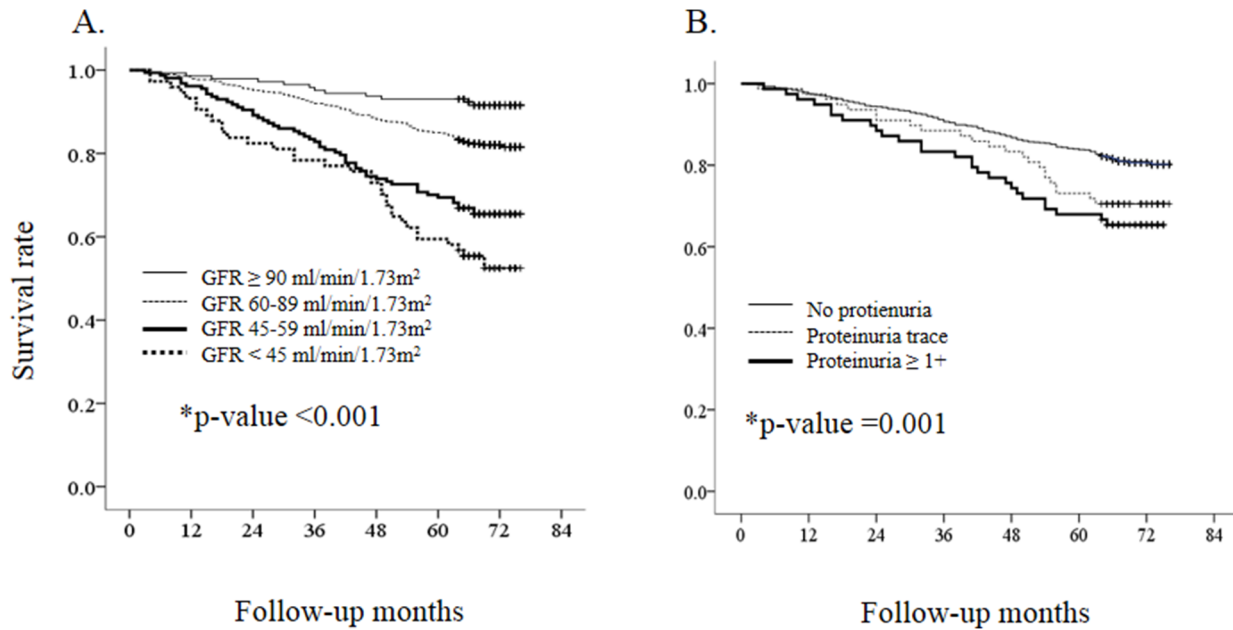 A.
Survival rate
1.0
0.8
0.6
0.4
0.2
0.0
GFR ≥ 90 ml/min/1.73m²
GFR 60-89 ml/min/1.73m²
GFR 45-59 ml/min/1.73m²
GFR < 45 ml/min/1.73m²
*p-value <0.001
0 12 24 36 48 60 72 84
Follow-up months
B.
1.0
0.8
0.6
0.4
0.2
0.0
No protienuria
Proteinuria trace
Proteinuria ≥ 1+
*p-value =0.001
0 12 24 36 48 60 72 84
Follow-up months